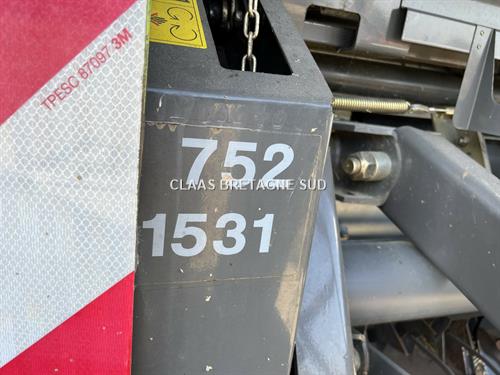 TPESC 87097 3M
752
CLAAS BRETAGNE SUD
1531